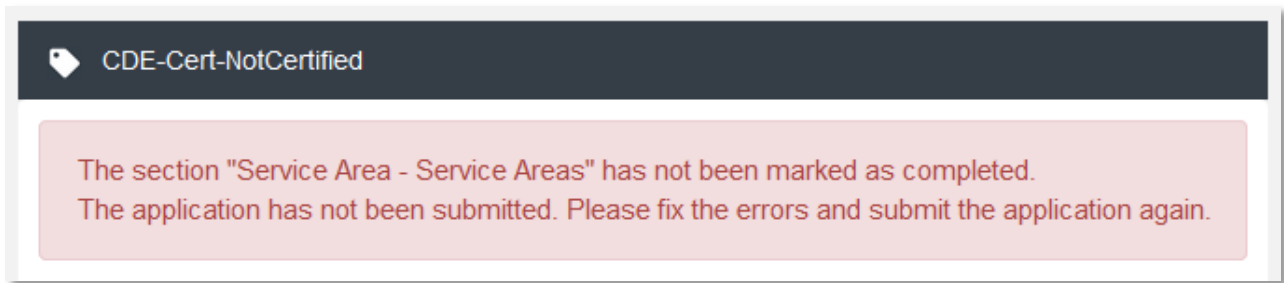 CDE-Cert-NotCertified
The section "Service Area - Service Areas" has not been marked as completed.
The application has not been submitted. Please fix the errors and submit the application again.